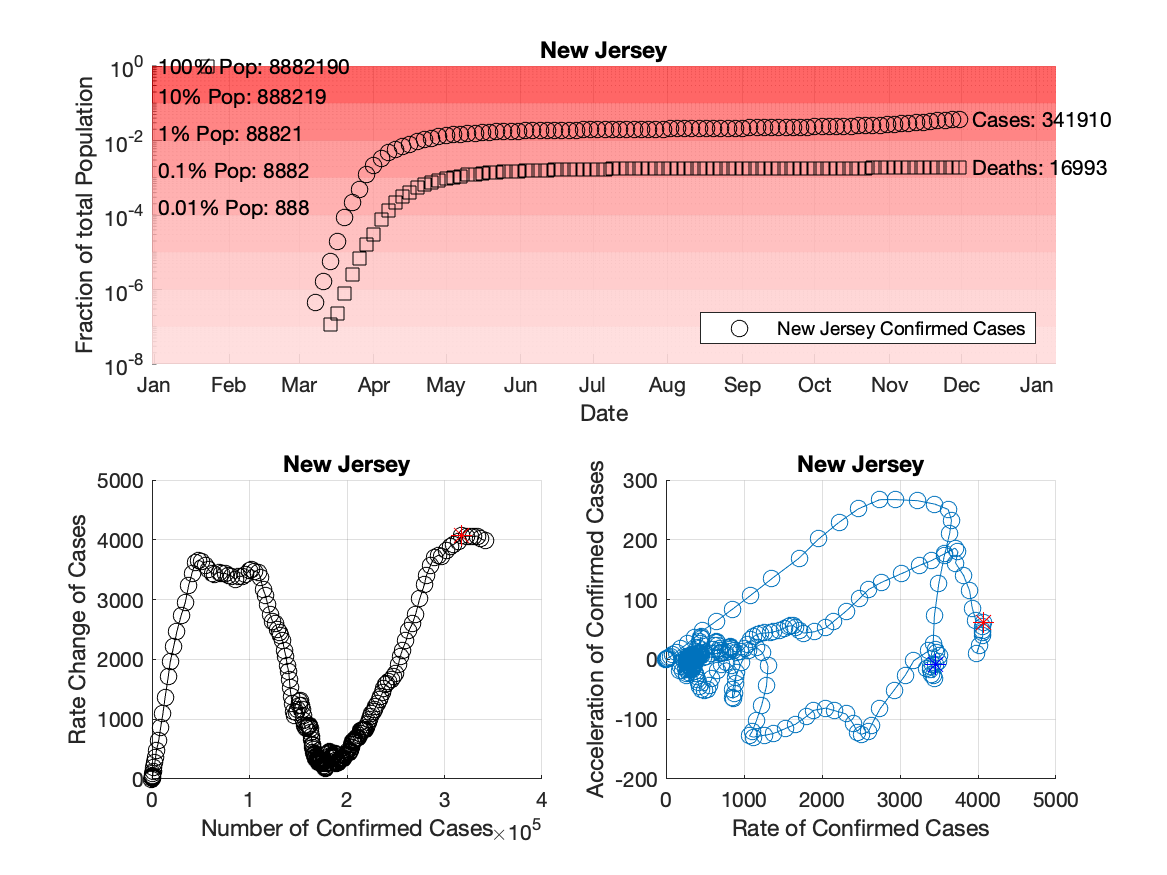 New Jersey
10^0
10^-2
10^-4
10^-6
10^-8
Fraction of total Population
100% Pop: 8882190
10% Pop: 888219
1% Pop: 88821
0.1% Pop: 8882
0.01% Pop: 888
Cases: 341910
Deaths: 16993
New Jersey Confirmed Cases
Jan Feb Mar Apr May Jun Jul Aug Sep Oct Nov Dec Jan
Date
New Jersey
5000
4000
3000
2000
1000
0
Rate Change of Cases
0 1 2 3 4
Number of Confirmed Cases ×10^5
New Jersey
300
200
100
0
-100
-200
Acceleration of Confirmed Cases
0 1000 2000 3000 4000 5000
Rate of Confirmed Cases